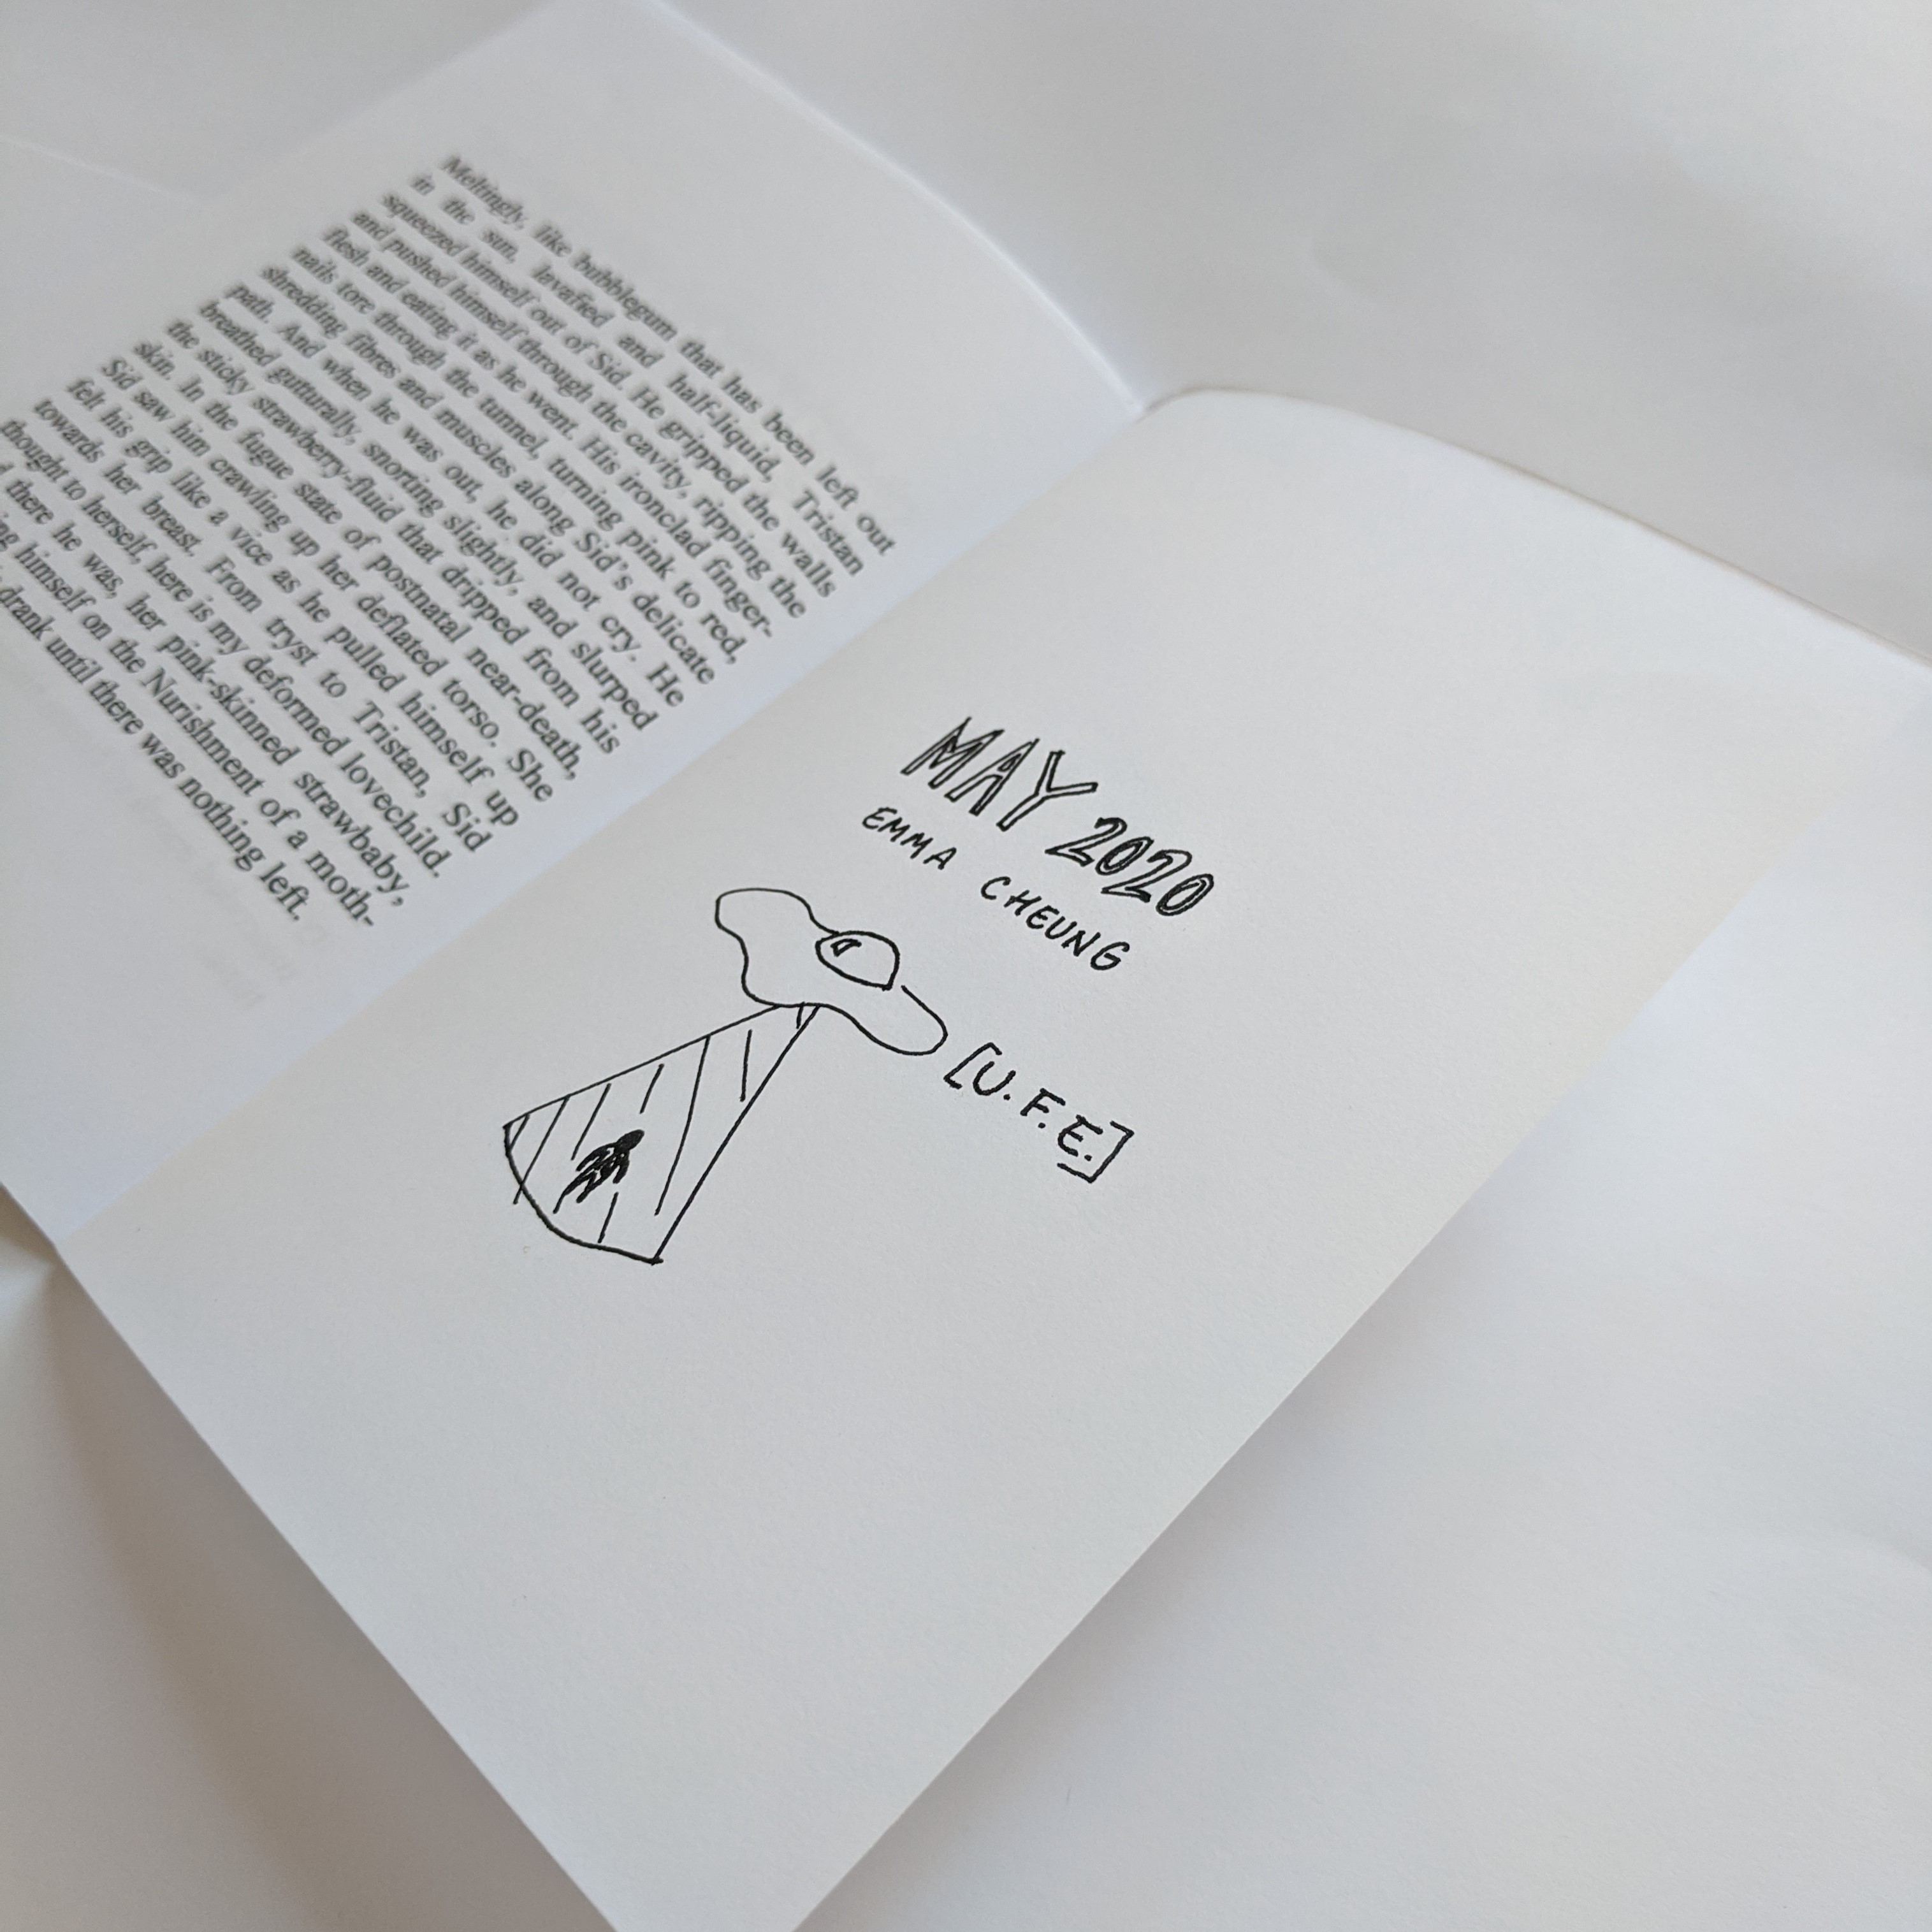 Meltingly, like bubblegum that has been left out
in the sun, lavafied and half-liquid, Tristan
squeezed himself out of Sid. He gripped the walls
and pushed himself through the cavity, ripping the
flesh and eating it as he went. His ironclad finger-
nails tore through the tunnel, turning pink to red,
shredding fibres and muscles along Sid's delicate
path. And when he was out, he did not cry. He
breathed gutturally, snorting slightly, and slurped
the sticky strawberry-fluid that dripped from his
skin. In the fugue state of postnatal near-death,
Sid saw him crawling up her deflated torso. She
felt his grip like a vice as he pulled himself up
towards her breast. From tryst to Tristan, Sid
thought to herself, here is my deformed lovechild.
there he was, her pink-skinned strawbaby,
himself on the Nurishment of a moth-
drank until there was nothing left.
MAY 2020
EMMA CHEUNG
[U.F.E.]